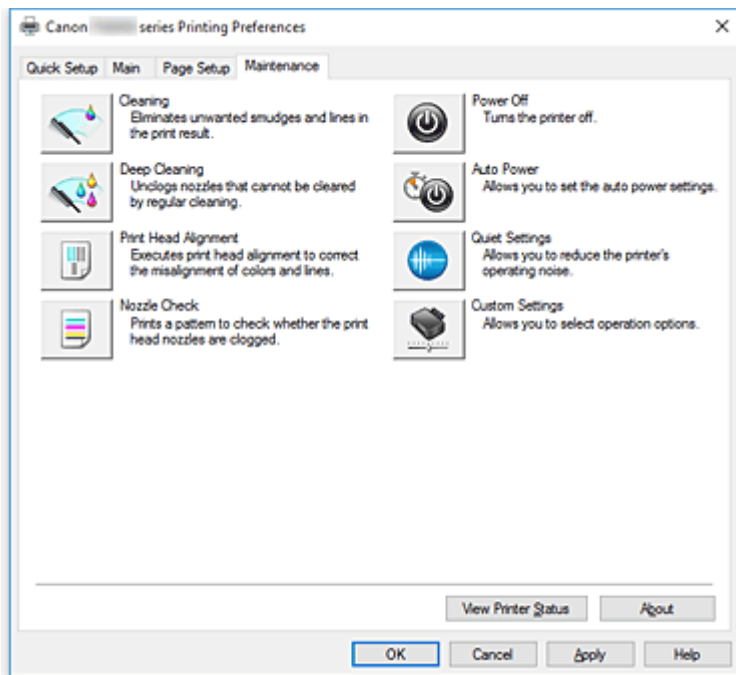 Canon series Printing Preferences
Quick Setup Main Page Setup Maintenance
Cleaning
Eliminates unwanted smudges and lines in
the print result.
Deep Cleaning
Unclogs nozzles that cannot be cleared
by regular cleaning.
Print Head Alignment
Executes print head alignment to correct
the misalignment of colors and lines.
Nozzle Check
Prints a pattern to check whether the print
head nozzles are clogged.
Power Off
Turns the printer off.
Auto Power
Allows you to set the auto power settings.
Quiet Settings
Allows you to reduce the printer's
operating noise.
Custom Settings
Allows you to select operation options.
View Printer Status About
OK Cancel Apply Help